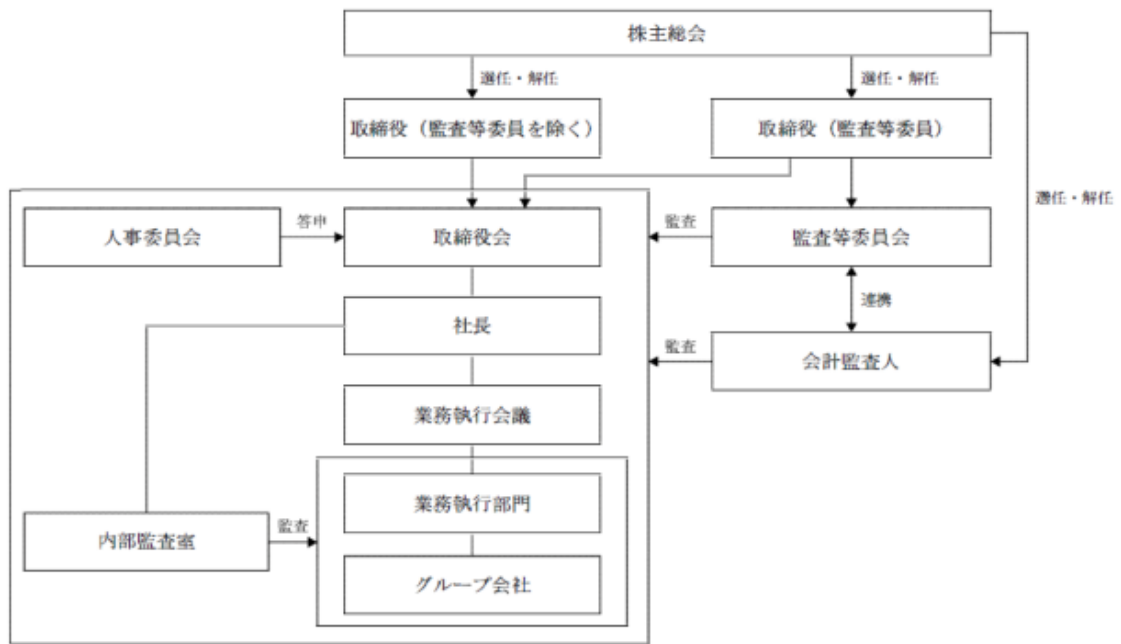 株主総会
選任・解任
選任・解任
取締役（監査等委員を除く）
取締役（監査等委員）
選任・解任
人事委員会
答申
取締役会
監査
監査等委員会
連携
社長
監査
会計監査人
業務執行会議
業務執行部門
内部監査室
監査
グループ会社